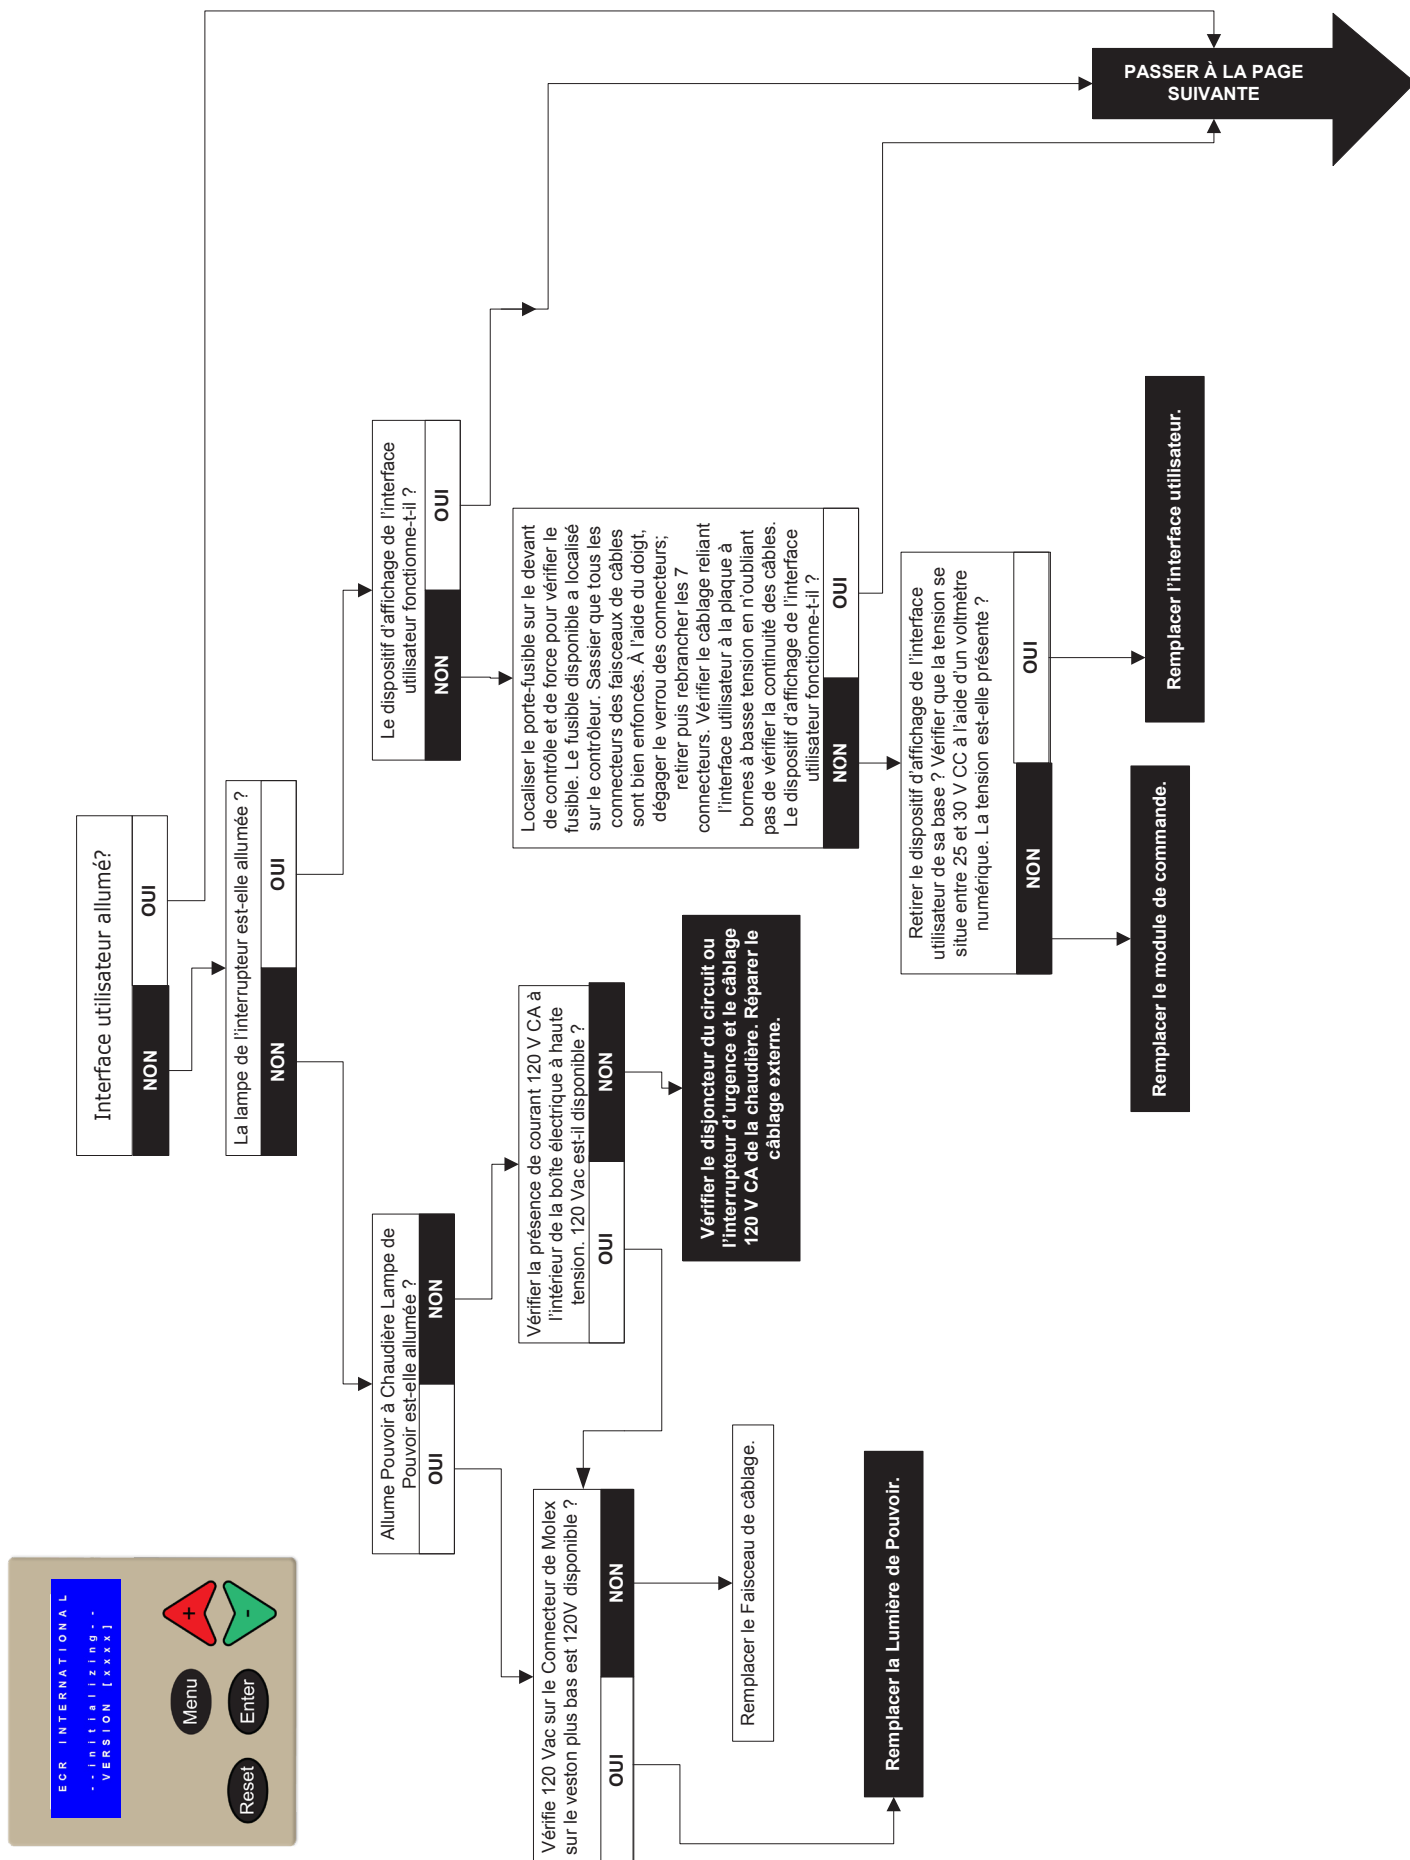 ECR INTERNATIONAL
--initializing--
VERSION [xxxx]
Menu
+
Reset
Enter
-
Interface utilisateur allumé?
NON
OUI
La lampe de l'interrupteur est-elle allumée ?
NON
OUI
Allume Pouvoir à Chaudière Lampe de
Pouvoir est-elle allumée ?
OUI
NON
Le dispositif d'affichage de l'interface
utilisateur fonctionne-t-il ?
NON
OUI
Vérifie 120 Vac sur le Connecteur de Molex
sur le veston plus bas est 120V disponible ?
OUI
NON
Vérifier la présence de courant 120 V CA à
l'intérieur de la boîte électrique à haute
tension. 120 Vac est-il disponible ?
OUI
NON
Localiser le porte-fusible sur le devant
de contrôle et de force pour vérifier le
fusible. Le fusible disponible a localisé
sur le contrôleur. Sassier que tous les
connecteurs des faisceaux de câbles
sont bien enfoncés. À l'aide du doigt,
dégager le verrou des connecteurs;
retirer puis rebrancher les 7
connecteurs. Vérifier le câblage reliant
l'interface utilisateur à la plaque à
bornes à basse tension en n'oubliant
pas de vérifier la continuité des câbles.
Le dispositif d'affichage de l'interface
utilisateur fonctionne-t-il ?
NON
OUI
Remplacer le Faisceau de câblage.
Vérifier le disjoncteur du circuit ou
l'interrupteur d'urgence et le câblage
120 V CA de la chaudière. Réparer le
câblage externe.
Remplacer la Lumière de Pouvoir.
Retirer le dispositif d'affichage de l'interface
utilisateur de sa base ? Vérifier que la tension se
situe entre 25 et 30 V CC à l'aide d'un voltmètre
numérique. La tension est-elle présente ?
NON
OUI
Remplacer le module de commande.
Remplacer l'interface utilisateur.
PASSER À LA PAGE
SUIVANTE